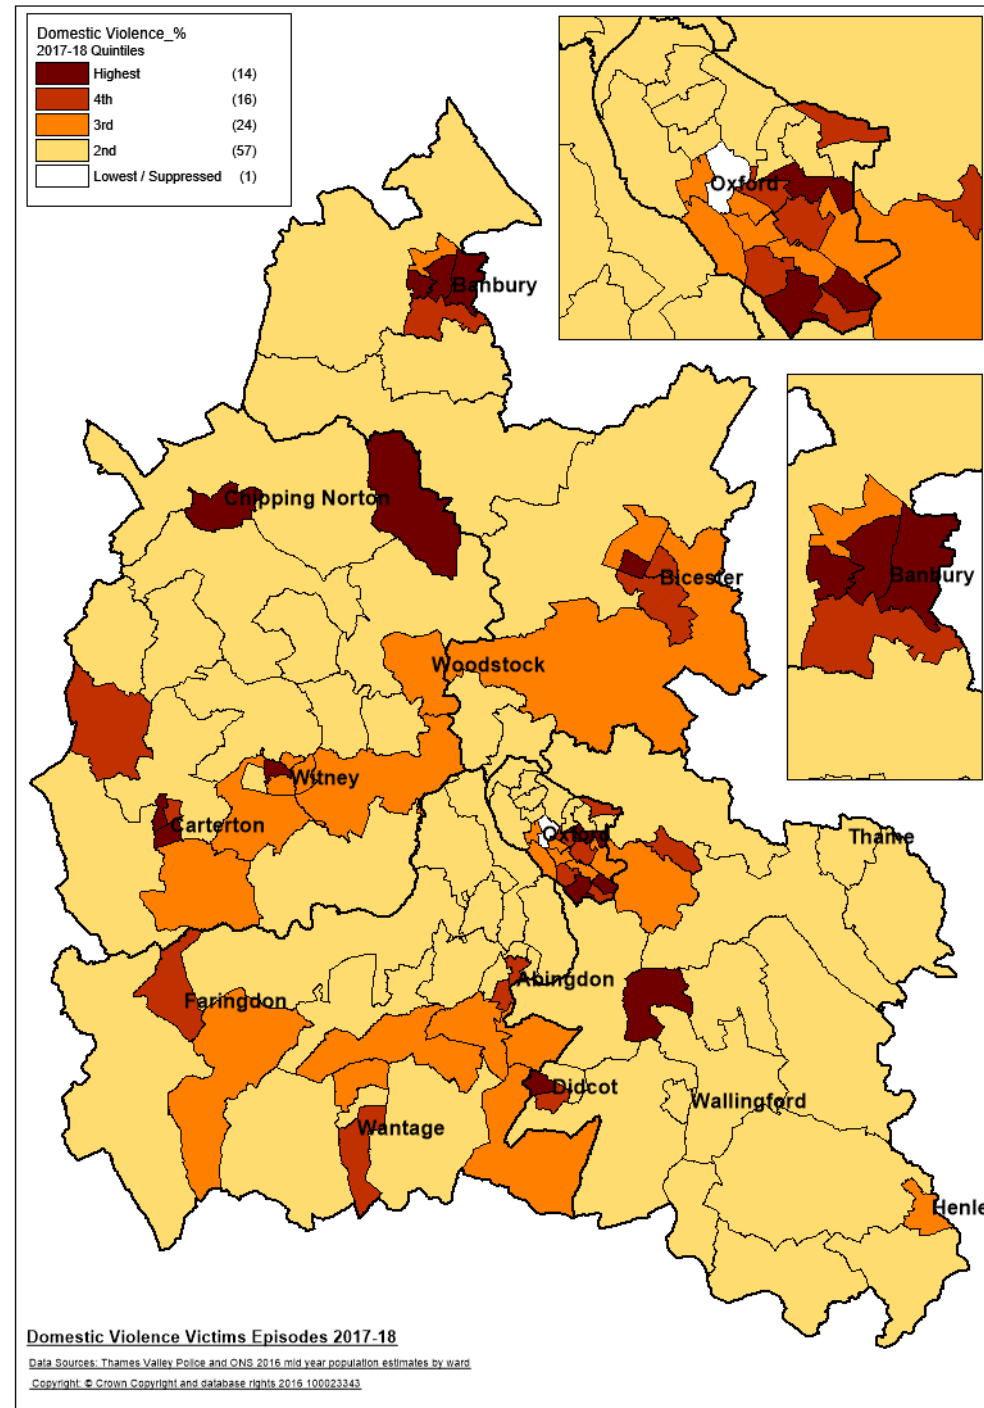 Domestic Violence_%
2017-18 Quintiles
Highest (14)
4th (16)
3rd (24)
2nd (57)
Lowest / Suppressed (1)
Oxford
Banbury
Banbury
Chipping Norton
Bicester
Woodstock
Witney
Carterton
Oxford
Thame
Abingdon
Faringdon
Didcot
Wallingford
Wantage
Henle
Domestic Violence Victims Episodes 2017-18
Data Sources: Thames Valley Police and ONS 2016 mid year population estimates by ward
Copyright: © Crown Copyright and database rights 2016 100023343